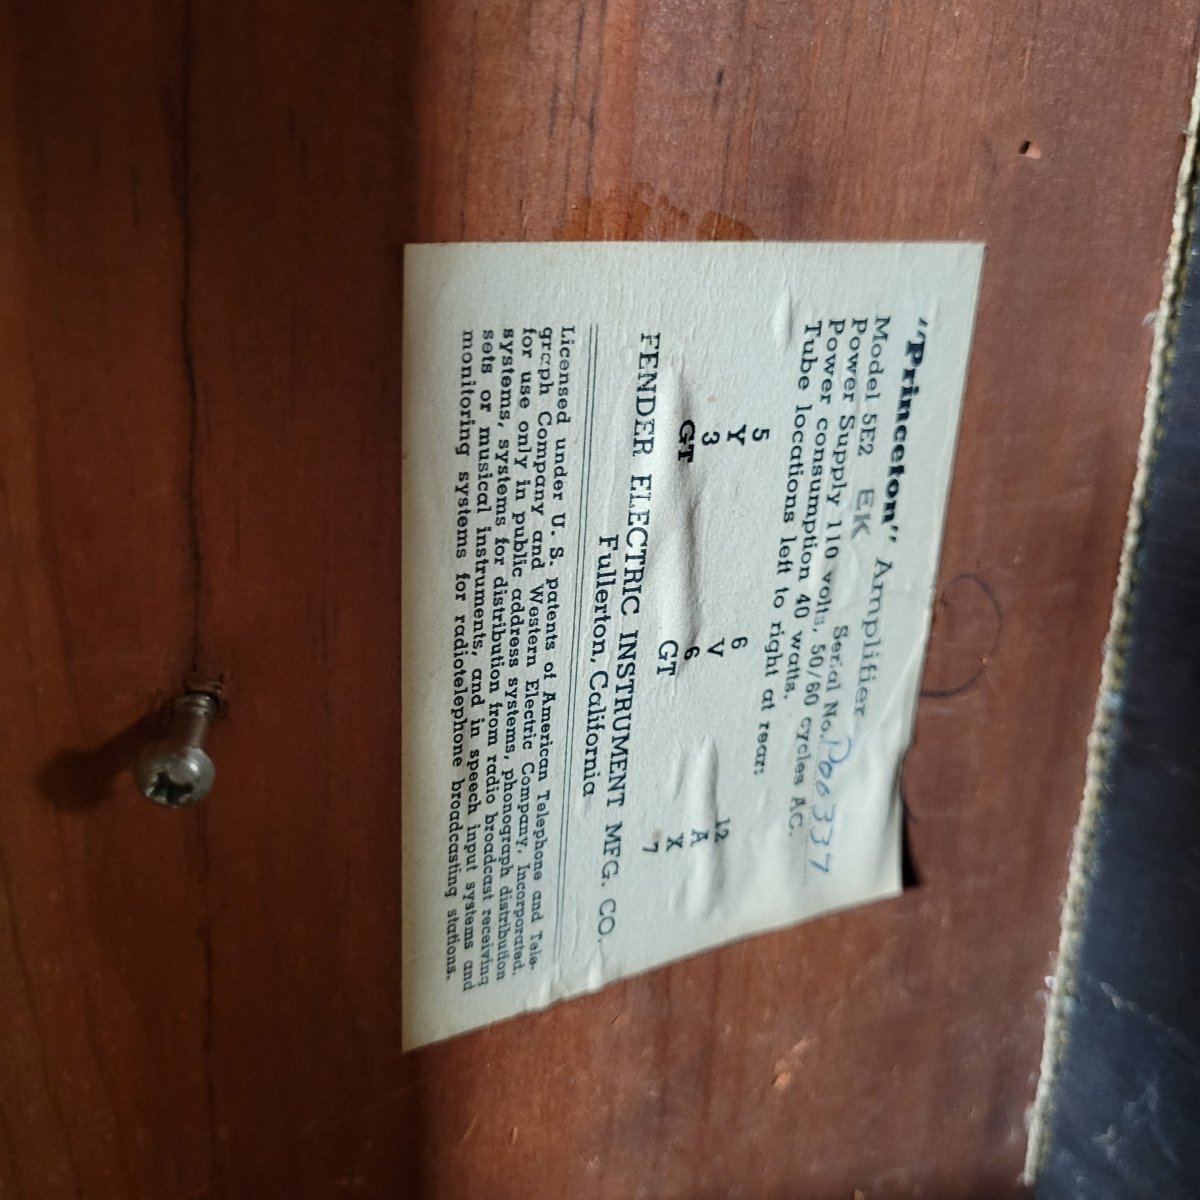 "Princeton" Amplifier
Model 5E2 EK Serial No. P06337
Power Supply 110 volts, 50/60 cycles AC.
Power consumption 40 watts.
Tube locations left to right at rear:
5 6 12
Y V A
3 6 X
GT GT 7
FENDER ELECTRIC INSTRUMENT MFG. CO.
Fullerton, California
Licensed under U. S. patents of American Telephone and Tele-
graph Company and Western Electric Company, Incorporated,
for use only in public address systems, phonograph distribution
systems, systems for distribution from radio broadcast receiving
sets or musical instruments, and in speech input systems and
monitoring systems for radiotelephone broadcasting stations.